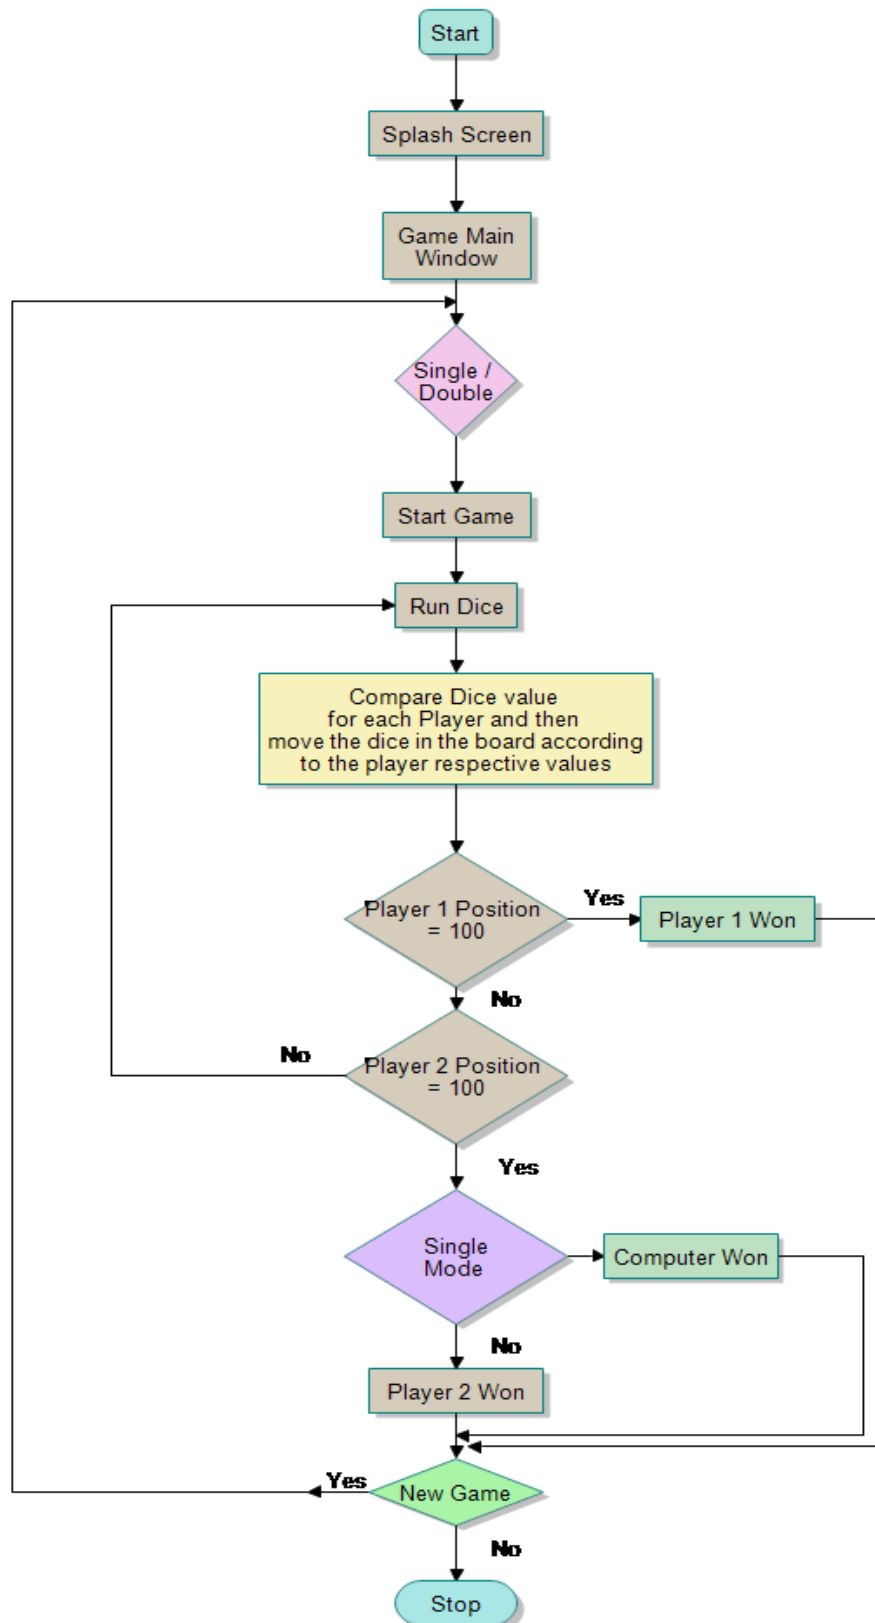 Start
Splash Screen
Game Main
Window
Single /
Double
Start Game
Run Dice
Compare Dice value
for each Player and then
move the dice in the board according
to the player respective values
Player 1 Position
= 100
Yes
Player 1 Won
No
Player 2 Position
= 100
No
Yes
Single
Mode
Computer Won
No
Player 2 Won
New Game
Yes
No
Stop